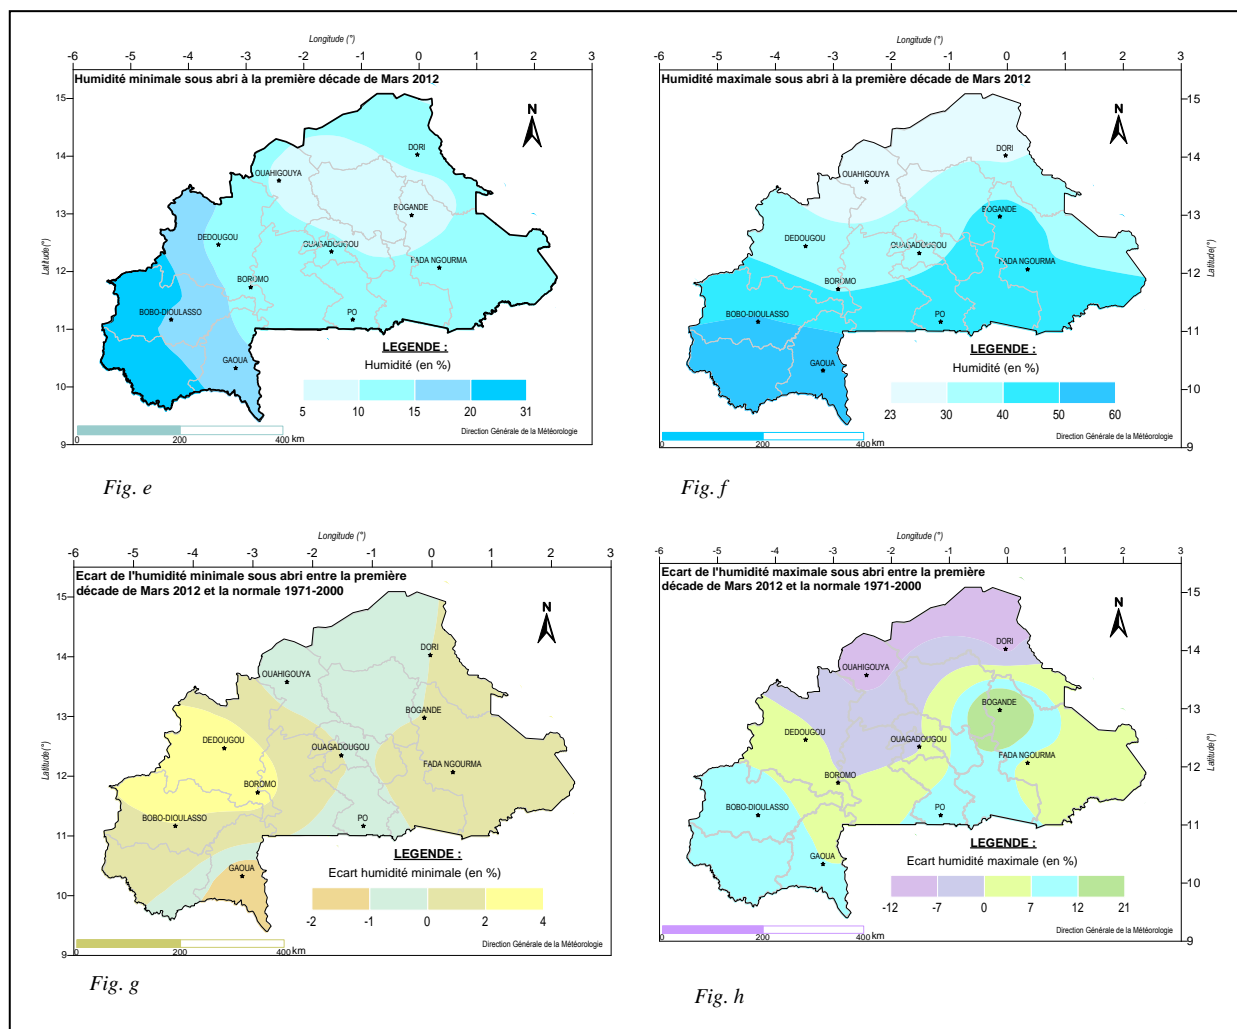 Longitude (°)
-6 -5 -4 -3 -2 -1 0 1 2 3
Humidité minimale sous abri à la première décade de Mars 2012
15
14
13
12
11
10
9
Latitude(°)
N
DORI
OUAHIGOUYA
BOGANDE
DEDOUGOU
OUAGADOUGOU
FADA NGOURMA
BOROMO
BOBO-DIOULASSO
PO
GAOUA
LEGENDE :
Humidité (en %)
5 10 15 20 31
0 200 400 km
Direction Générale de la Météorologie
Fig. e
Longitude (°)
-6 -5 -4 -3 -2 -1 0 1 2 3
Humidité maximale sous abri à la première décade de Mars 2012
15
14
13
12
11
10
9
Latitude(°)
N
DORI
OUAHIGOUYA
BOGANDE
DEDOUGOU
OUAGADOUGOU
FADA NGOURMA
BOROMO
BOBO-DIOULASSO
PO
GAOUA
LEGENDE :
Humidité (en %)
23 30 40 50 60
0 200 400 km
Direction Générale de la Météorologie
Fig. f
Longitude (°)
-6 -5 -4 -3 -2 -1 0 1 2 3
Ecart de l'humidité minimale sous abri entre la première
décade de Mars 2012 et la normale 1971-2000
15
14
13
12
11
10
9
Latitude(°)
N
DORI
OUAHIGOUYA
BOGANDE
DEDOUGOU
OUAGADOUGOU
FADA NGOURMA
BOROMO
BOBO-DIOULASSO
PO
GAOUA
LEGENDE :
Ecart humidité minimale (en %)
-2 -1 0 2 4
0 200 400 km
Direction Générale de la Météorologie
Fig. g
Longitude (°)
-6 -5 -4 -3 -2 -1 0 1 2 3
Ecart de l'humidité maximale sous abri entre la première
décade de Mars 2012 et la normale 1971-2000
15
14
13
12
11
10
9
Latitude(°)
N
DORI
OUAHIGOUYA
BOGANDE
DEDOUGOU
OUAGADOUGOU
FADA NGOURMA
BOROMO
BOBO-DIOULASSO
PO
GAOUA
LEGENDE :
Ecart humidité maximale (en %)
-12 -7 0 7 12 21
0 200 400 km
Direction Générale de la Météorologie
Fig. h